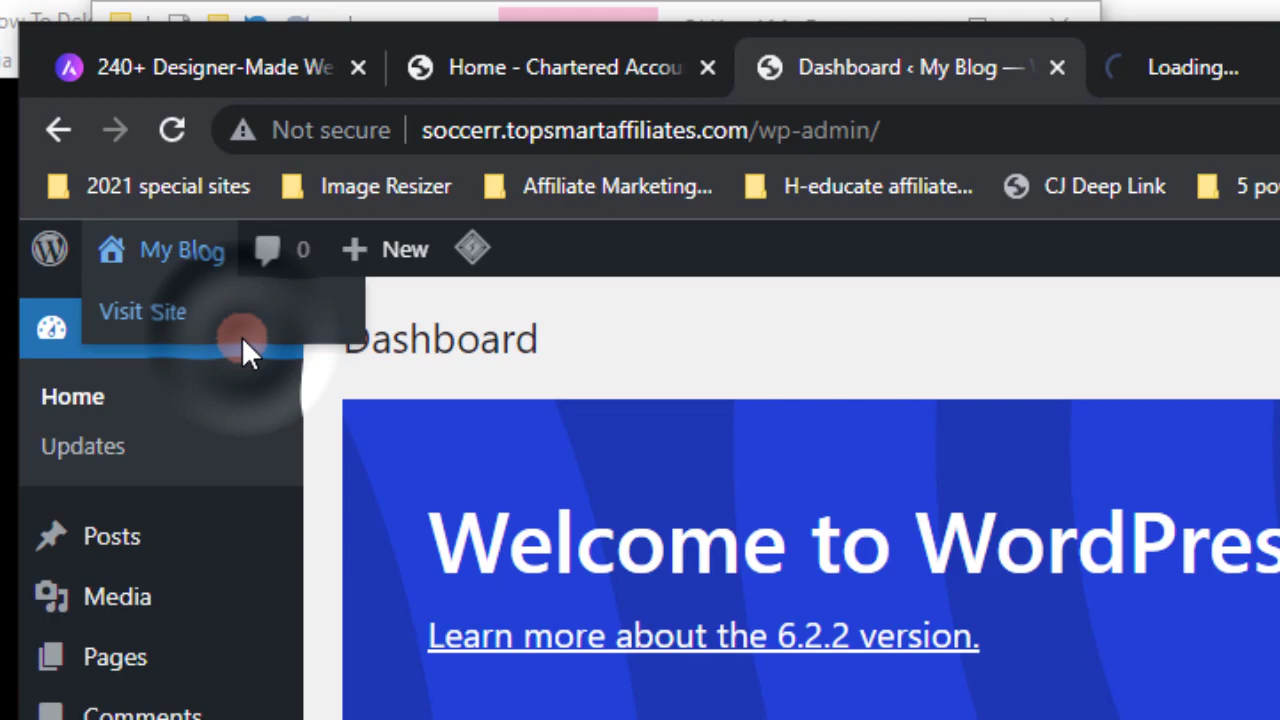 240+ Designer-Made We
Home - Chartered Accou
Dashboard ‹ My Blog —
Loading...
Not secure
soccerr.topsmartaffiliates.com/wp-admin/
2021 special sites
Image Resizer
Affiliate Marketing...
H-educate affiliate...
CJ Deep Link
5 po
My Blog
0
New
Visit Site
Dashboard
Home
Updates
Posts
Media
Pages
Comments
Welcome to WordPres
Learn more about the 6.2.2 version.